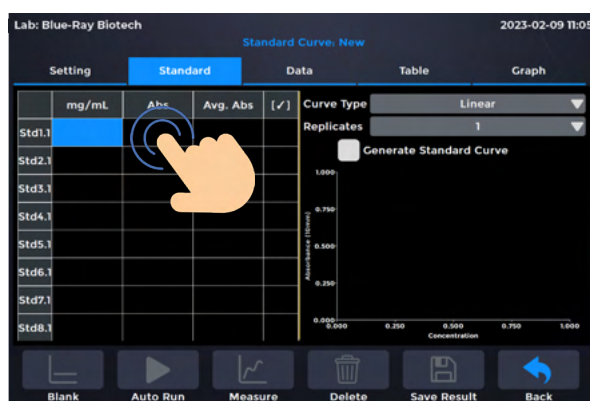 Lab: Blue-Ray Biotech 2023-02-09 11:05
Standard Curve: New
Setting Standard Data Table Graph
mg/mL Abs Avg. Abs [✓]
Curve Type Linear
Replicates 1
Generate Standard Curve
Std1.1
Std2.1
Std3.1
Std4.1
Std5.1
Std6.1
Std7.1
Std8.1
1.000
0.750
0.500
0.250
0.000
Absorbance (10mm)
0.000 0.250 0.500 0.750 1.000
Concentration
Blank Auto Run Measure Delete Save Result Back